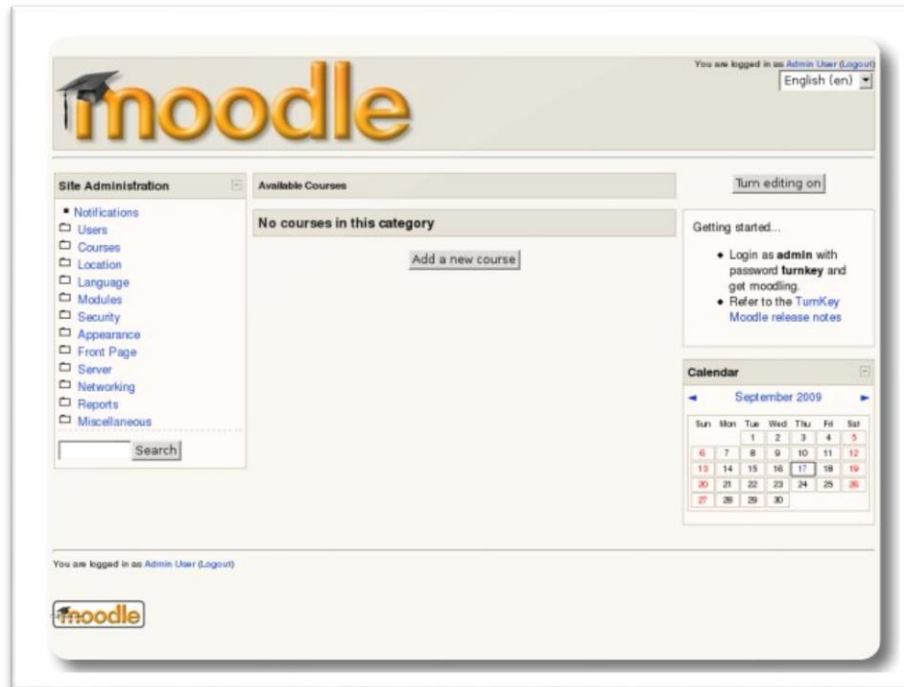 moodle
You are logged in as Admin User (Logout)
English (en)
Site Administration
Notifications
Users
Courses
Location
Language
Modules
Security
Appearance
Front Page
Server
Networking
Reports
Miscellaneous
Search
Available Courses
No courses in this category
Add a new course
Turn editing on
Getting started...
Login as admin with
password turnkey and
get moodling.
Refer to the TurnKey
Moodle release notes
Calendar
September 2009
Sun Mon Tue Wed Thu Fri Sat
1 2 3 4 5
6 7 8 9 10 11 12
13 14 15 16 17 18 19
20 21 22 23 24 25 26
27 28 29 30
You are logged in as Admin User (Logout)
moodle